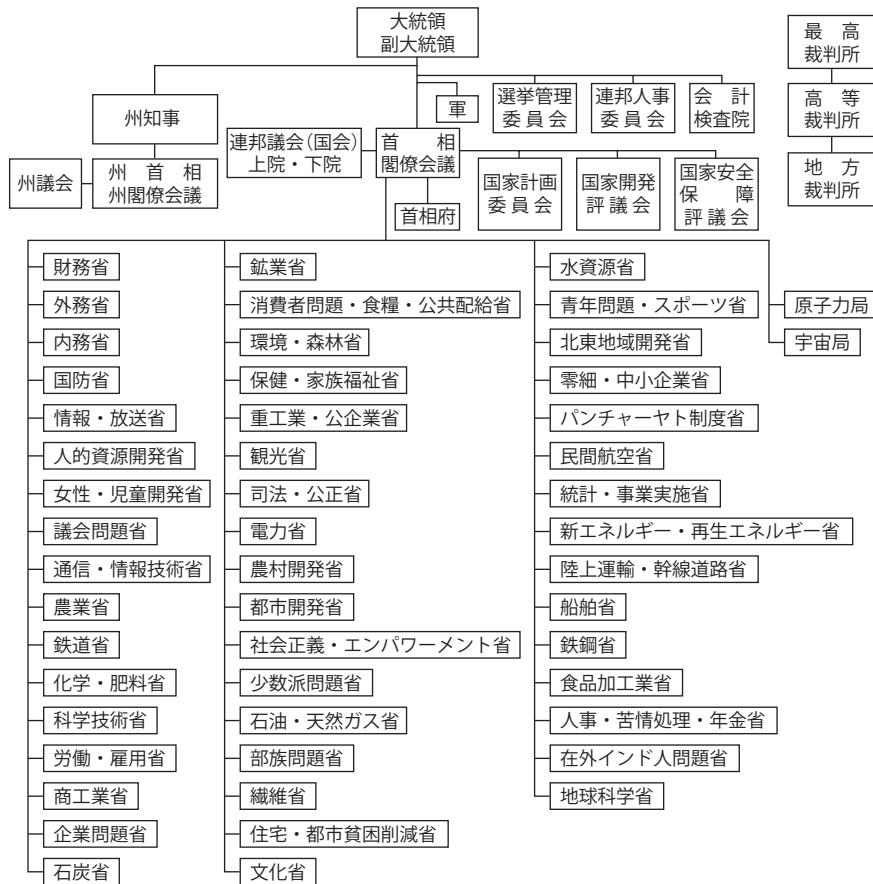 大統領
副大統領
最高
裁判所
高等
裁判所
地方
裁判所
州知事
軍
選挙管理
委員会
連邦人事
委員会
会計
検査院
連邦議会（国会）
上院・下院
首相
閣僚会議
州議会
州首相
州閣僚会議
首相府
国家計画
委員会
国家開発
評議会
国家安全
保障
評議会
財務省
外務省
内務省
国防省
情報・放送省
人的資源開発省
女性・児童開発省
議会問題省
通信・情報技術省
農業省
鉄道省
化学・肥料省
科学技術省
労働・雇用省
商工業省
企業問題省
石炭省
鉱業省
消費者問題・食糧・公共配給省
環境・森林省
保健・家族福祉省
重工業・公企業省
観光省
司法・公正省
電力省
農村開発省
都市開発省
社会正義・エンパワーメント省
少数派問題省
石油・天然ガス省
部族問題省
繊維省
住宅・都市貧困削減省
文化省
水資源省
青年問題・スポーツ省
北東地域開発省
零細・中小企業省
パンチャーヤト制度省
民間航空省
統計・事業実施省
新エネルギー・再生エネルギー省
陸上運輸・幹線道路省
船舶省
鉄鋼省
食品加工業省
人事・苦情処理・年金省
在外インド人問題省
地球科学省
原子力局
宇宙局